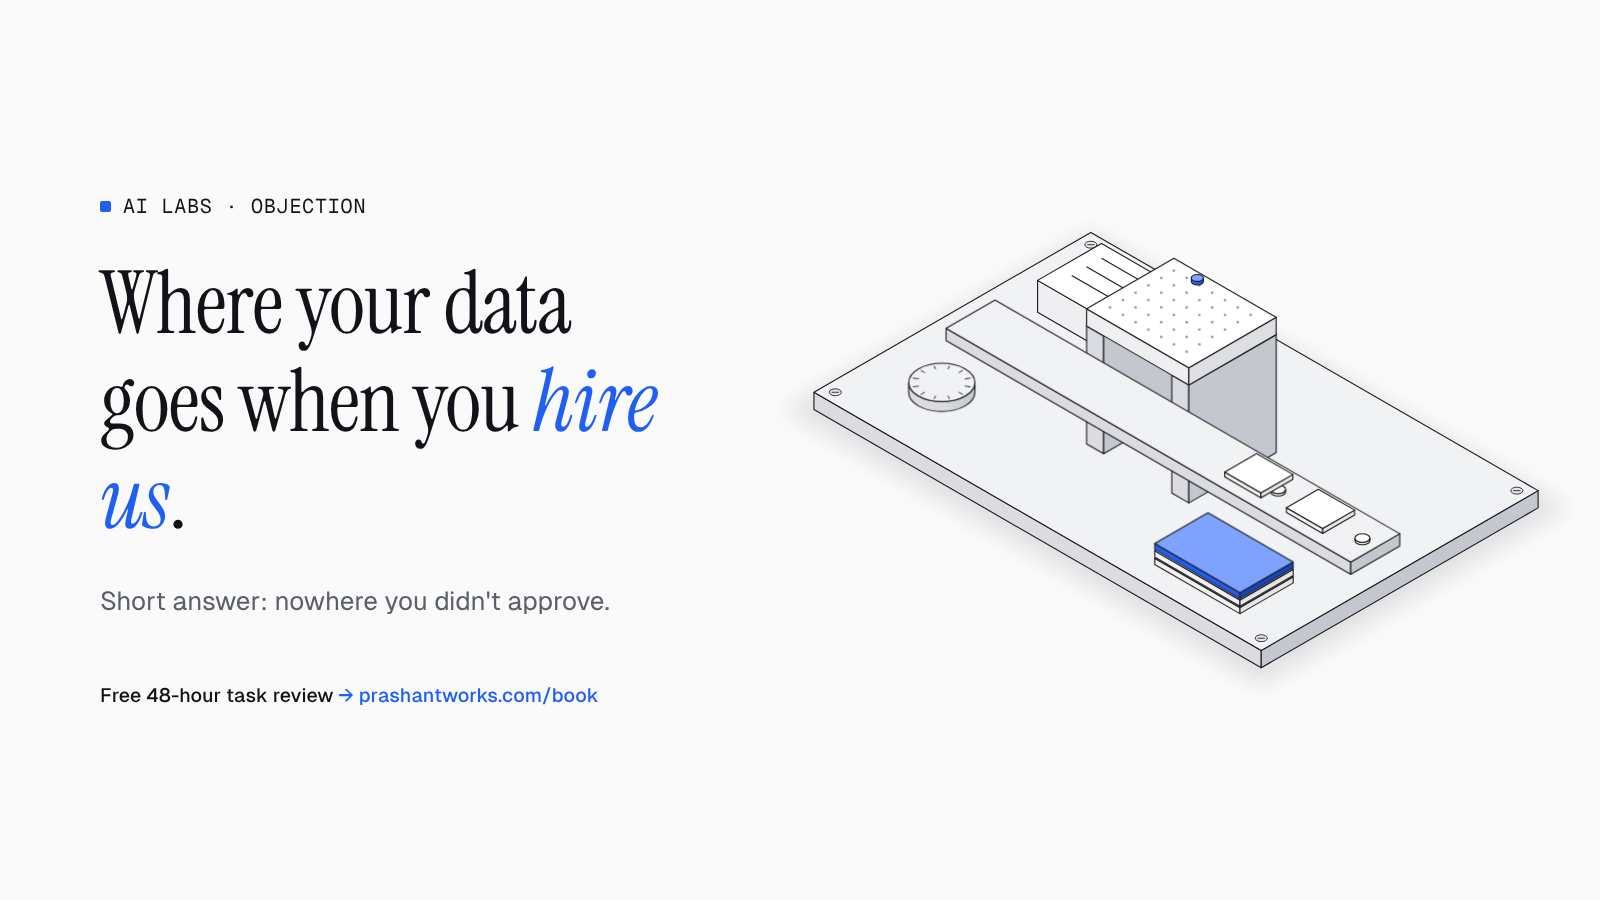 AI LABS · OBJECTION
Where your data
goes when you hire
us.
Short answer: nowhere you didn't approve.
Free 48-hour task review → prashantworks.com/book